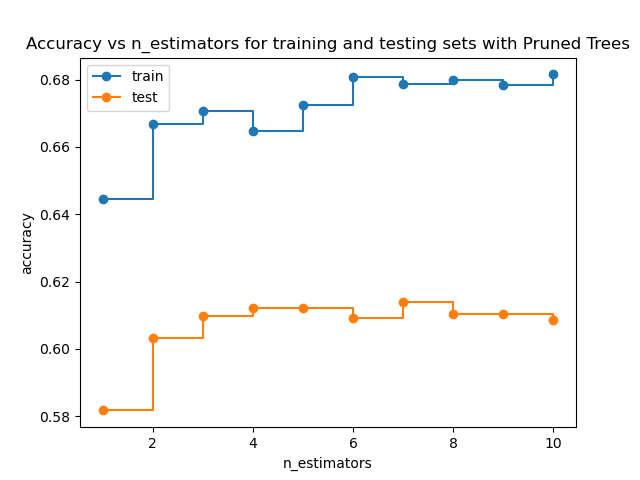 Accuracy vs n_estimators for training and testing sets with Pruned Trees
train
test
0.68
0.66
0.64
0.62
0.60
0.58
accuracy
2
4
6
8
10
n_estimators